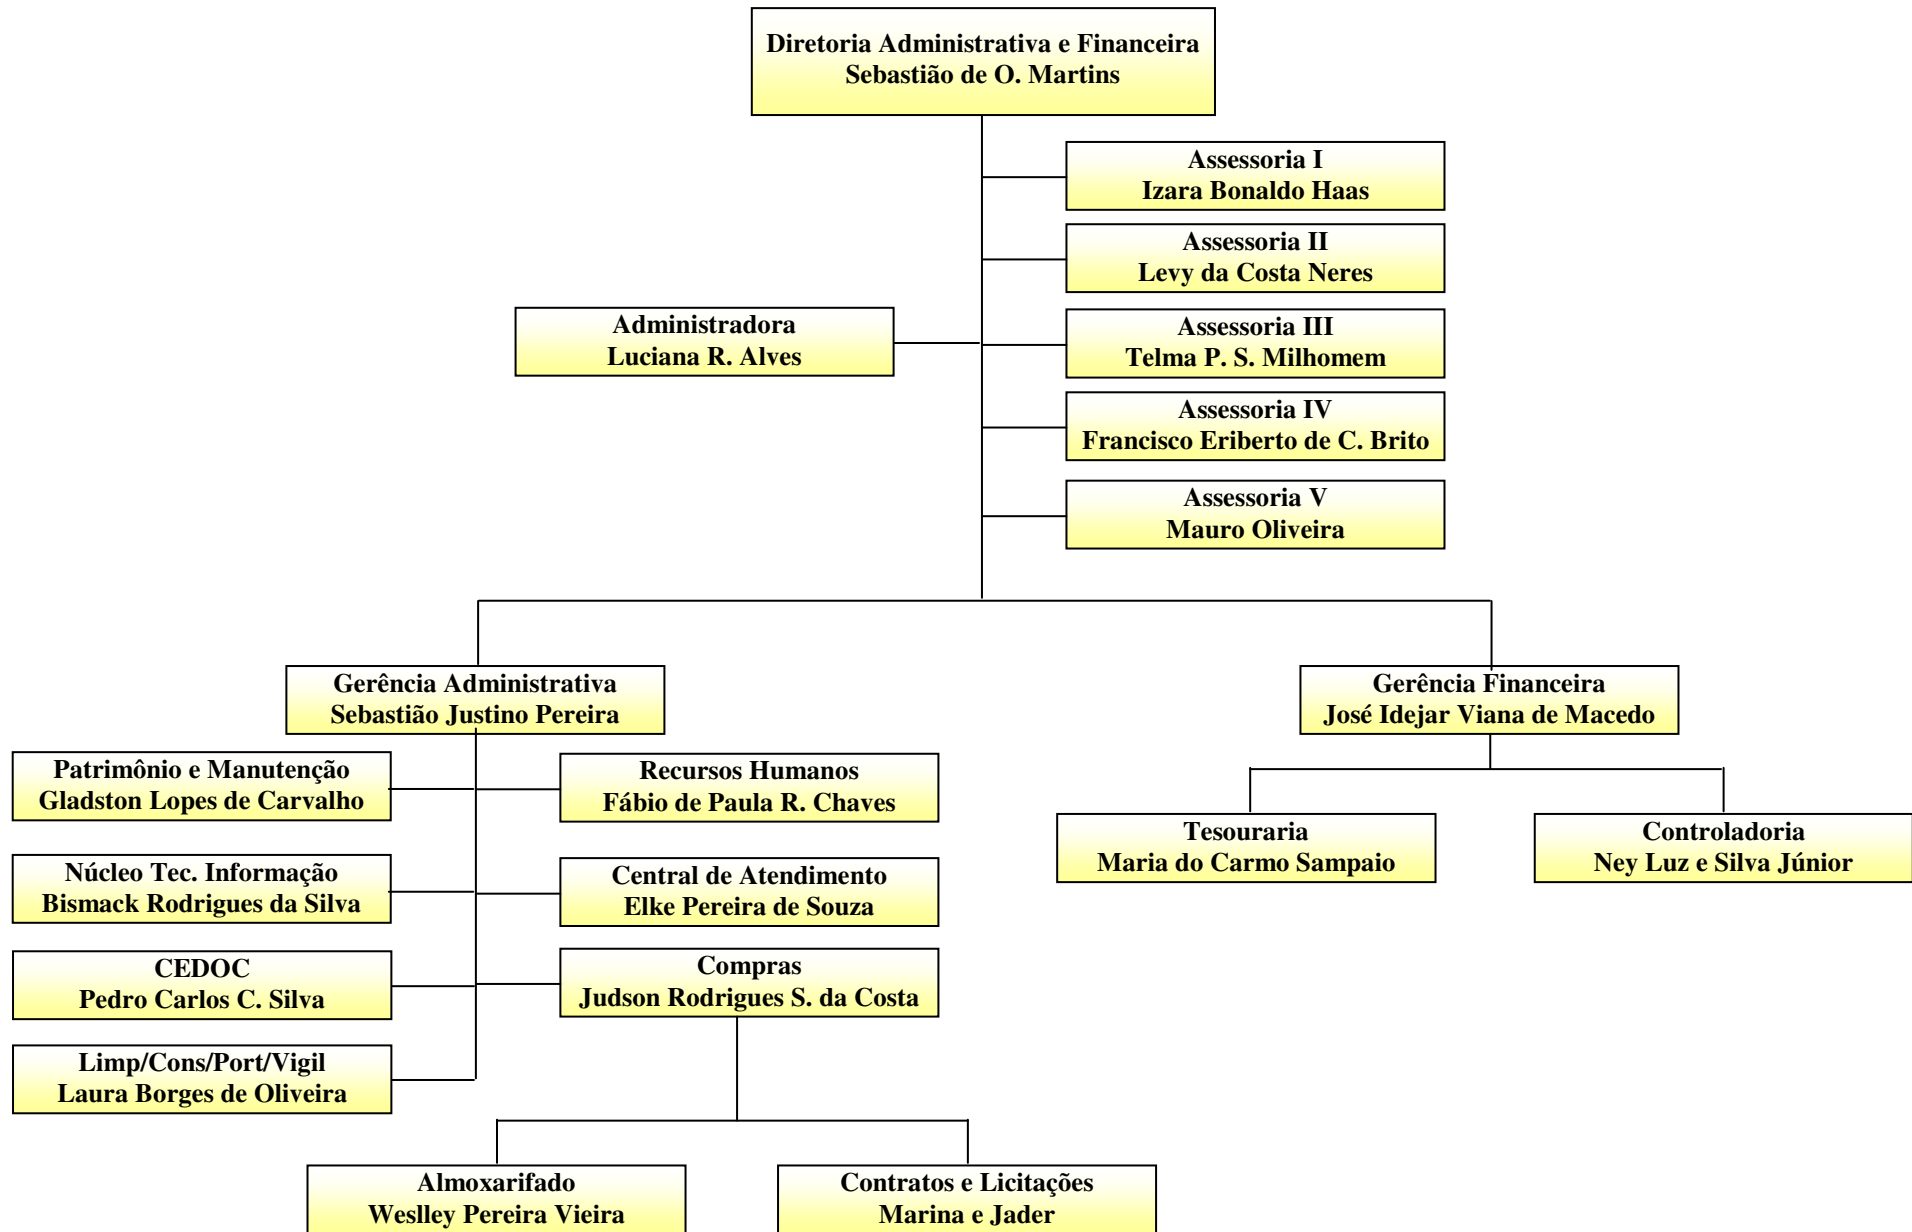 Diretoria Administrativa e Financeira
Sebastião de O. Martins
Assessoria I
Izara Bonaldo Haas
Assessoria II
Levy da Costa Neres
Administradora
Luciana R. Alves
Assessoria III
Telma P. S. Milhomem
Assessoria IV
Francisco Eriberto de C. Brito
Assessoria V
Mauro Oliveira
Gerência Administrativa
Sebastião Justino Pereira
Gerência Financeira
José Idejar Viana de Macedo
Patrimônio e Manutenção
Gladston Lopes de Carvalho
Recursos Humanos
Fábio de Paula R. Chaves
Tesouraria
Maria do Carmo Sampaio
Controladoria
Ney Luz e Silva Júnior
Núcleo Tec. Informação
Bismack Rodrigues da Silva
Central de Atendimento
Elke Pereira de Souza
CEDOC
Pedro Carlos C. Silva
Compras
Judson Rodrigues S. da Costa
Limp/Cons/Port/Vigil
Laura Borges de Oliveira
Almoxarifado
Weslley Pereira Vieira
Contratos e Licitações
Marina e Jader